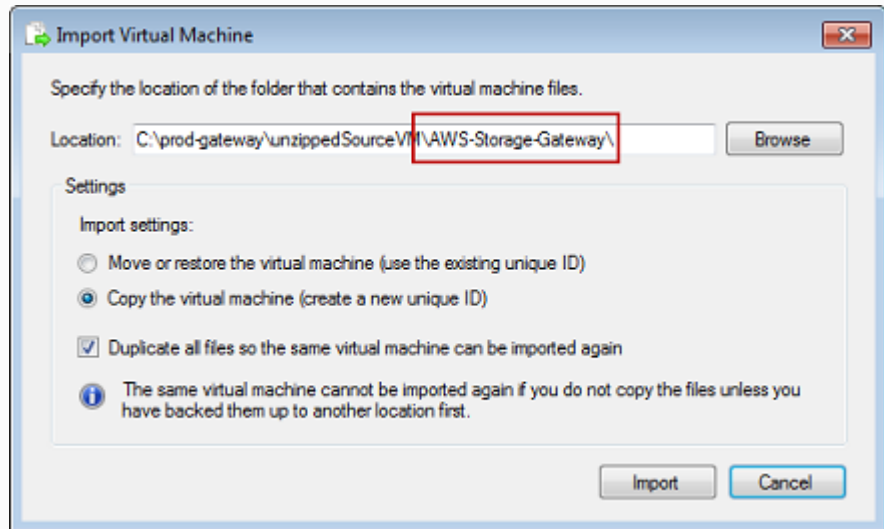 Import Virtual Machine
Specify the location of the folder that contains the virtual machine files.
Location: C:\prod-gateway\unzippedSourceVM\AWS-Storage-Gateway\ Browse
Settings
Import settings:
Move or restore the virtual machine (use the existing unique ID)
Copy the virtual machine (create a new unique ID)
Duplicate all files so the same virtual machine can be imported again
The same virtual machine cannot be imported again if you do not copy the files unless you
have backed them up to another location first.
Import Cancel